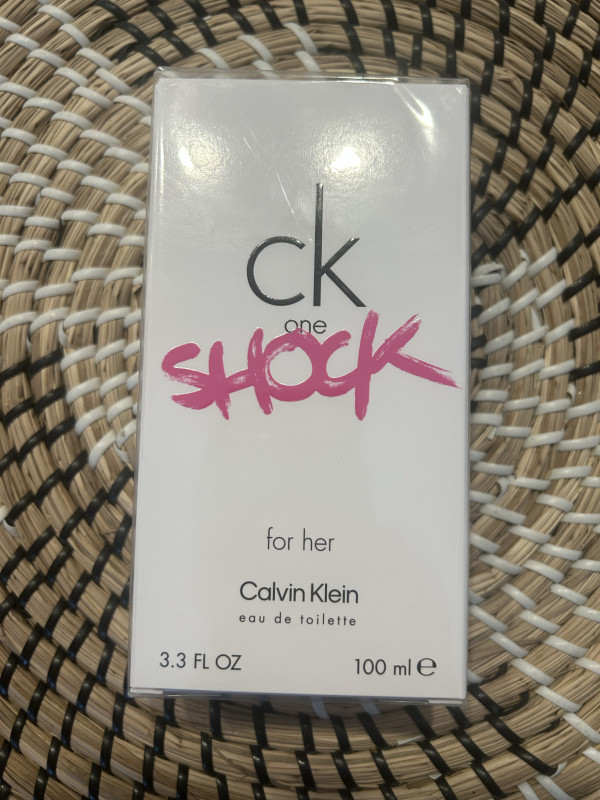 ck
one
SHOCK
for her
Calvin Klein
eau de toilette
3.3 FL OZ 100 ml ℮